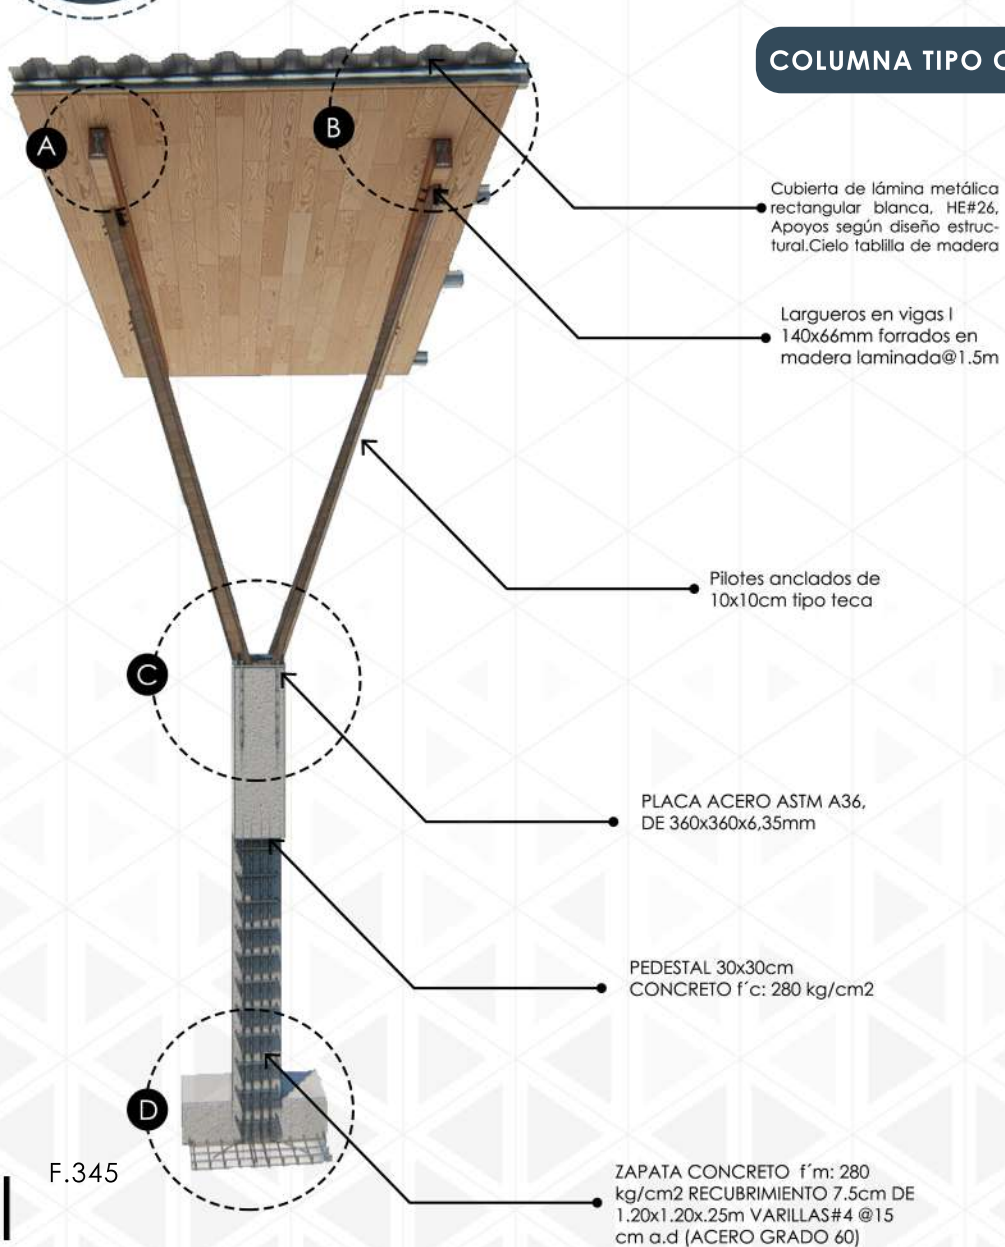 COLUMNA TIPO
A
B
Cubierta de lámina metálica
rectangular blanca, HE#26,
Apoyos según diseño estruc-
tural.Cielo tablilla de madera
Largueros en vigas I
140x66mm forrados en
madera laminada@1.5m
Pilotes anclados de
10x10cm tipo teca
C
PLACA ACERO ASTM A36,
DE 360x360x6,35mm
PEDESTAL 30x30cm
CONCRETO f´c: 280 kg/cm2
D
F.345
ZAPATA CONCRETO f´m: 280
kg/cm2 RECUBRIMIENTO 7.5cm DE
1.20x1.20x.25m VARILLAS#4 @15
cm a.d (ACERO GRADO 60)